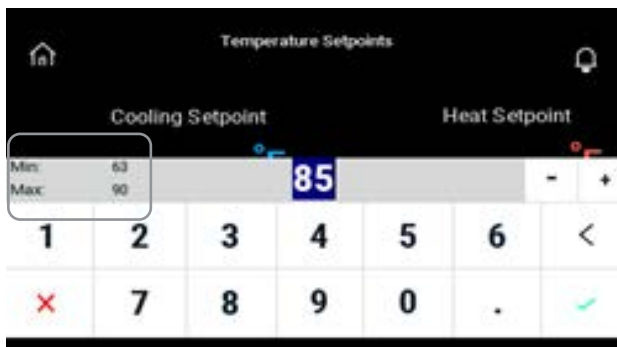 Temperature Setpoints
Cooling Setpoint Heat Setpoint
°F °F
Min: 63
Max: 90
85 - +
1 2 3 4 5 6 <
7 8 9 0 .